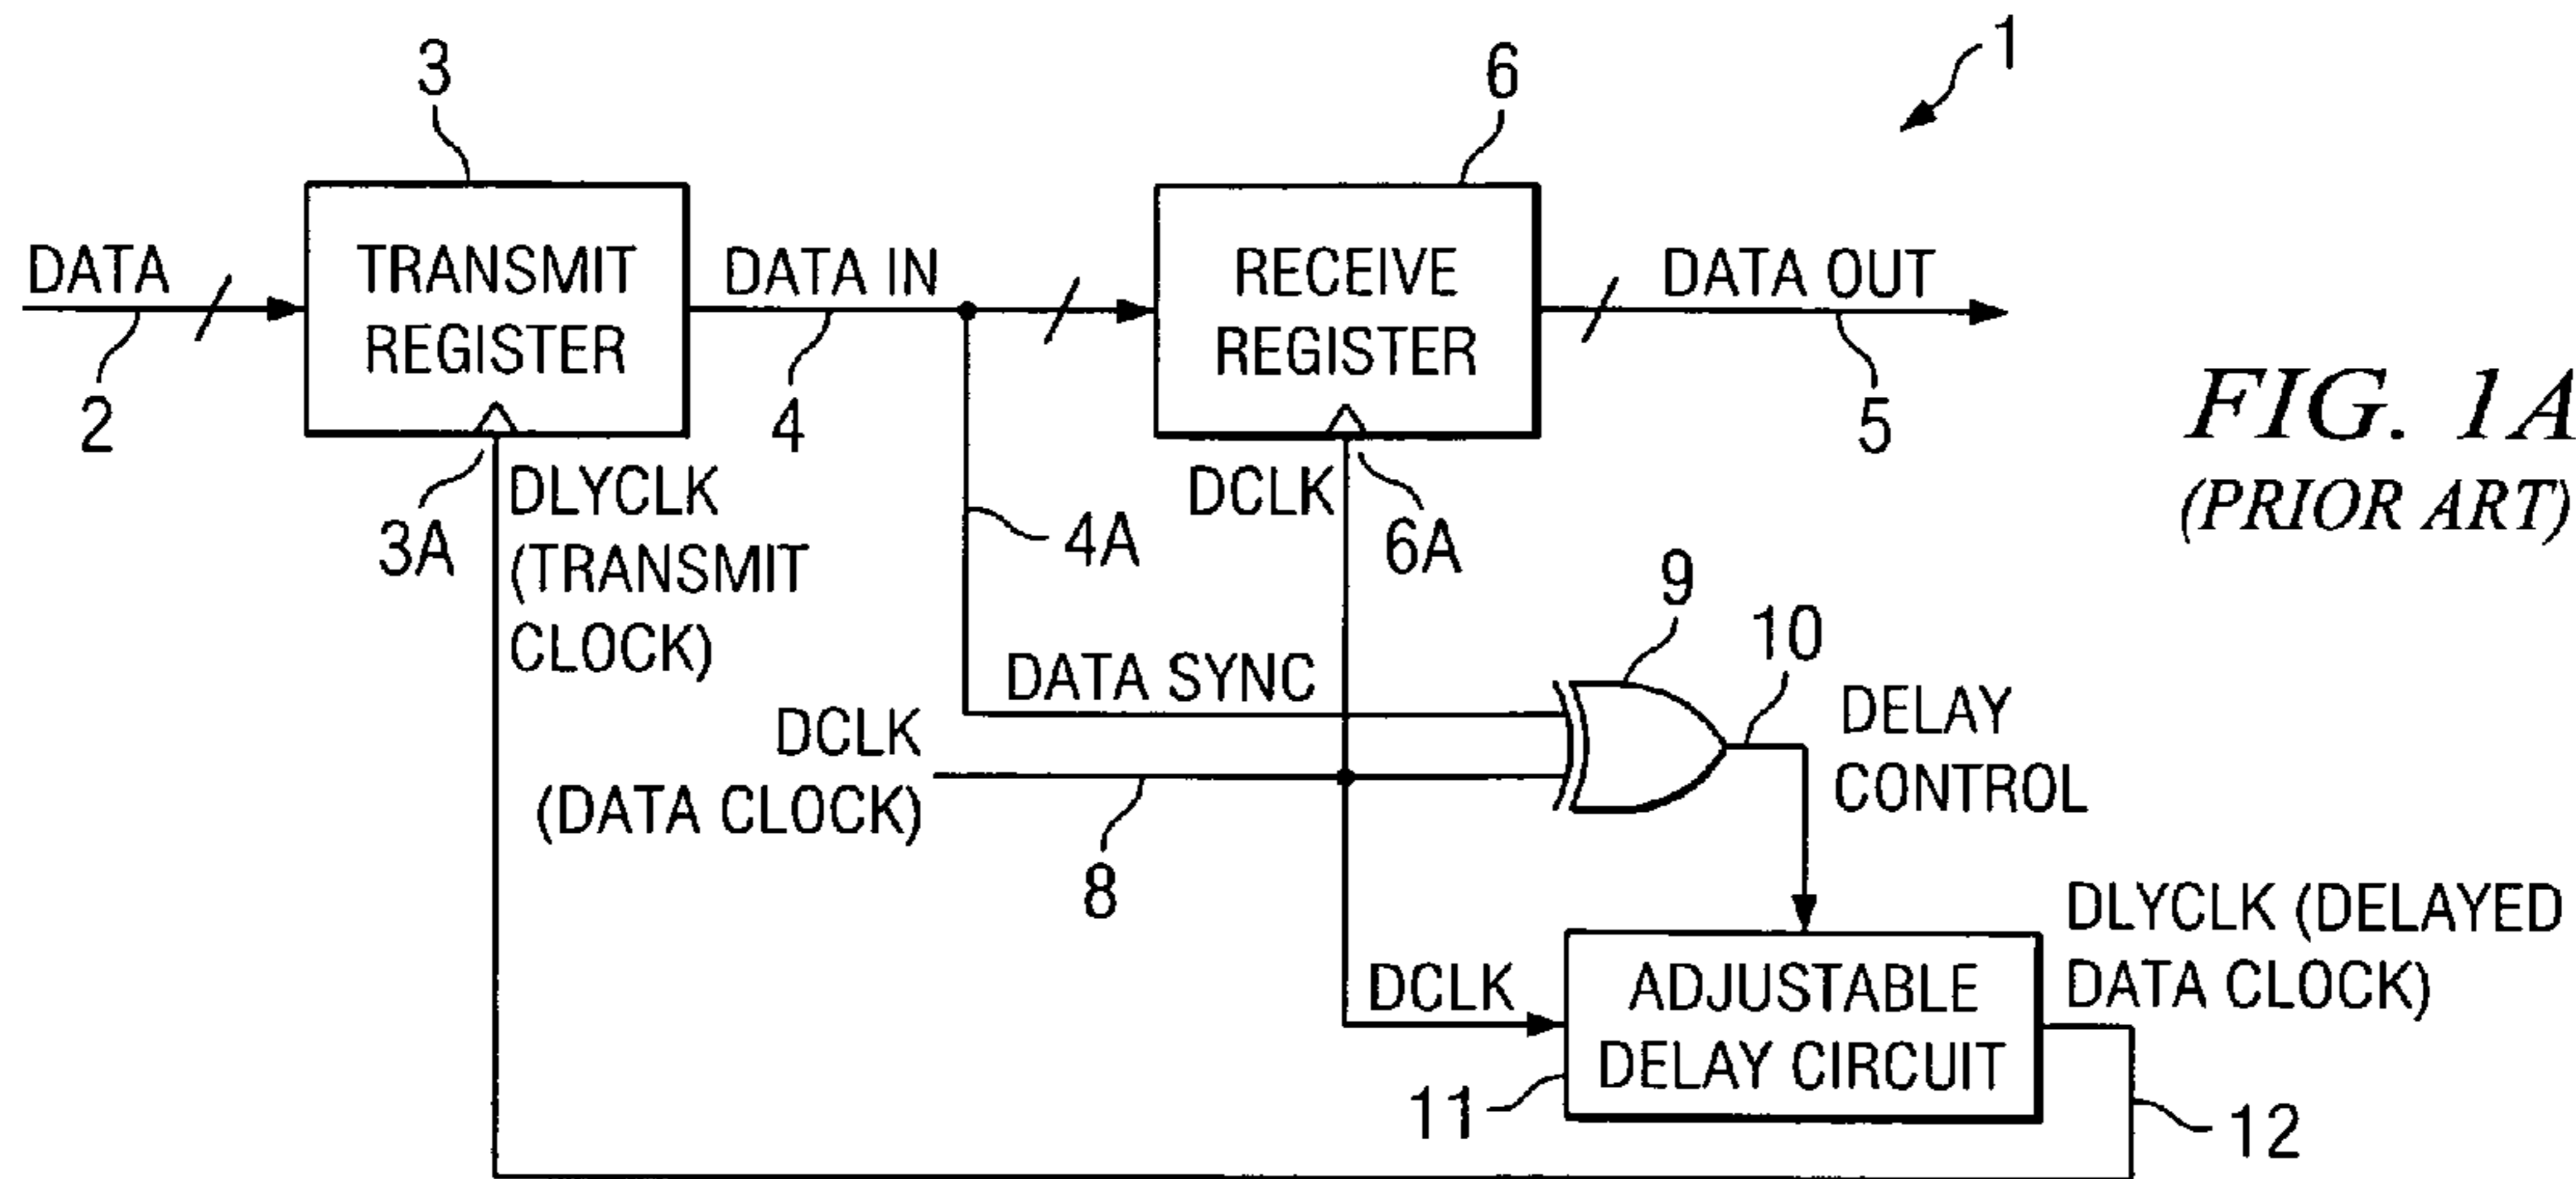 1
3
6
DATA
TRANSMIT
REGISTER
DATA IN
RECEIVE
REGISTER
DATA OUT
2
4
5
FIG. 1A
(PRIOR ART)
3A
DLYCLK
(TRANSMIT
CLOCK)
4A
DCLK
6A
9
10
DATA SYNC
DCLK
(DATA CLOCK)
8
DELAY
CONTROL
DCLK
ADJUSTABLE
DELAY CIRCUIT
11
DLYCLK (DELAYED
DATA CLOCK)
12